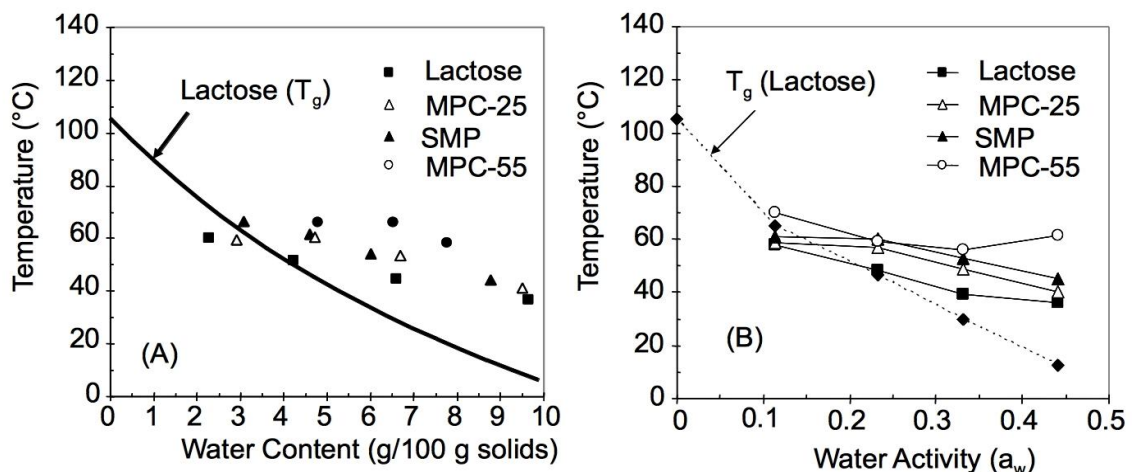 140
120
100
80
60
40
20
0
Temperature (°C)
Lactose (Tg)
Lactose
MPC-25
SMP
MPC-55
(A)
0 1 2 3 4 5 6 7 8 9 10
Water Content (g/100 g solids)
140
120
100
80
60
40
20
0
Temperature (°C)
Tg (Lactose)
Lactose
MPC-25
SMP
MPC-55
(B)
0 0.1 0.2 0.3 0.4 0.5
Water Activity (aw)